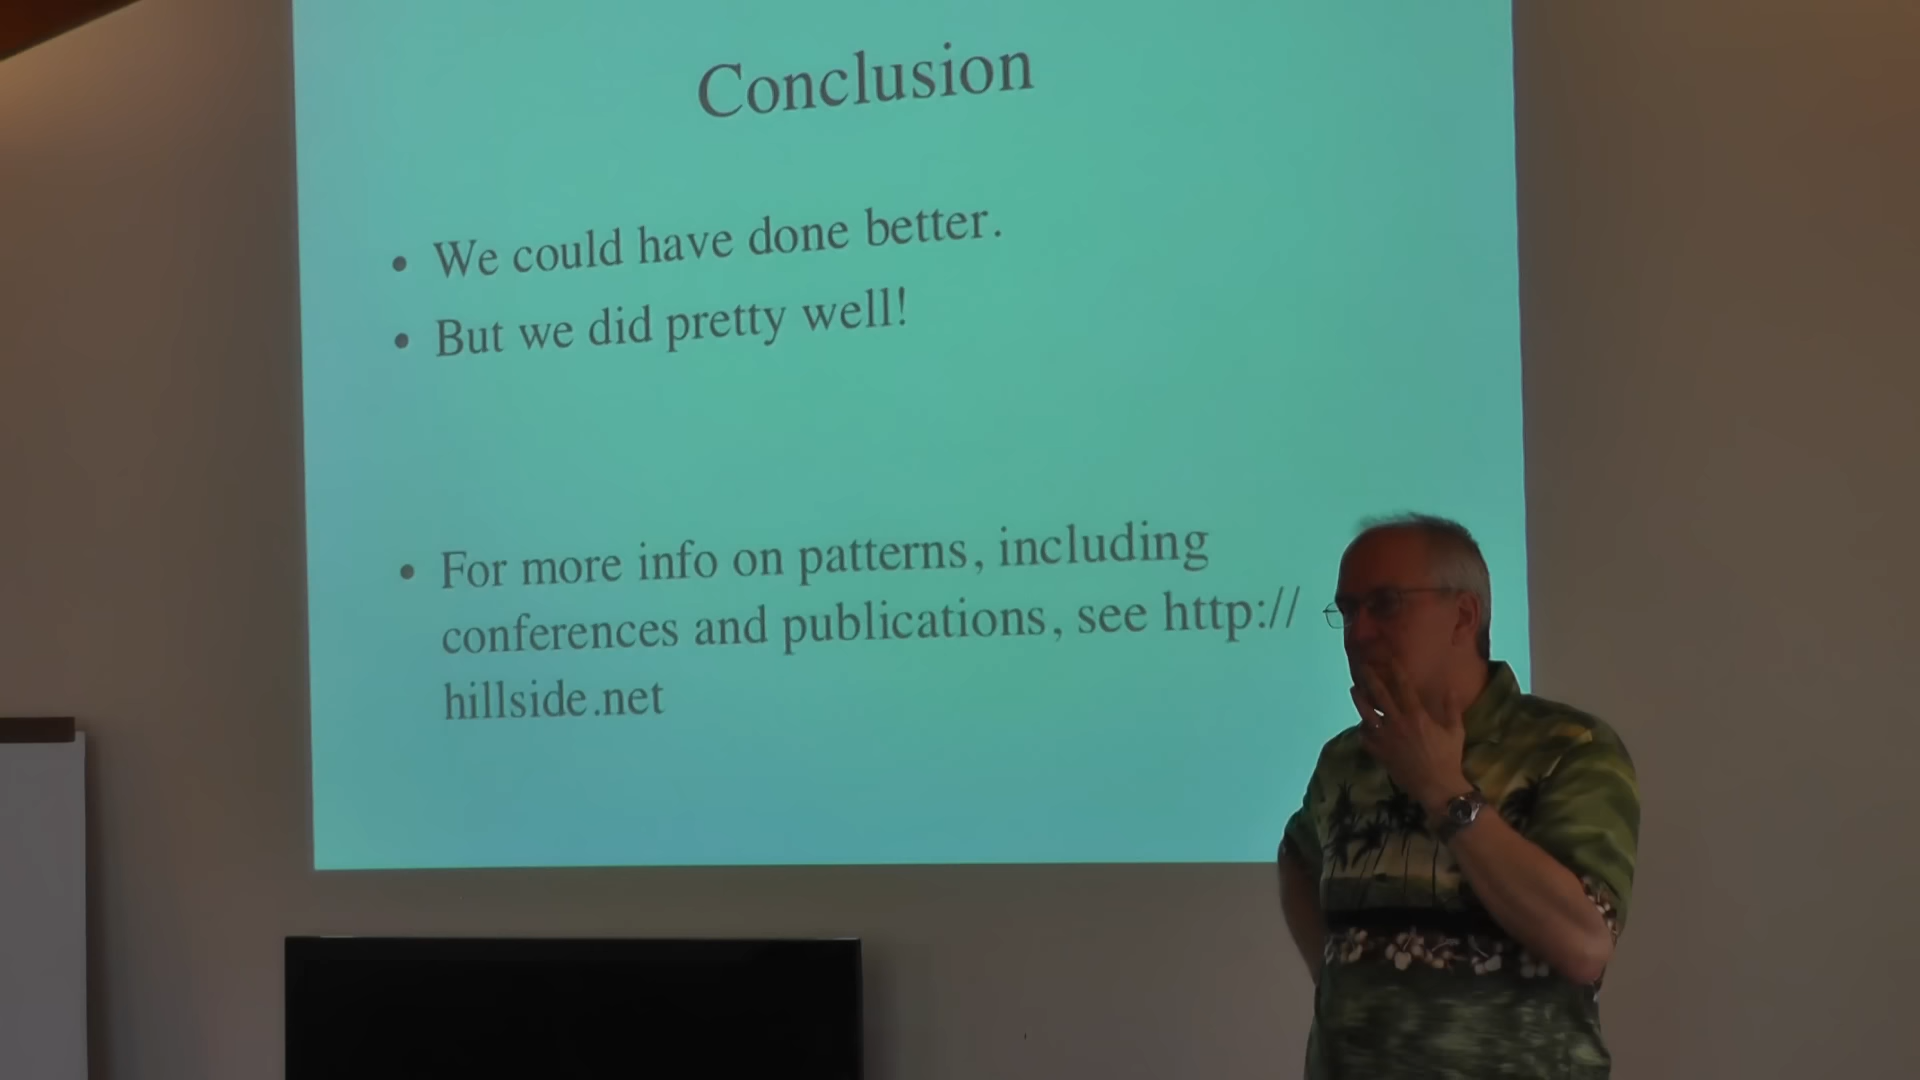 Conclusion
• We could have done better.
• But we did pretty well!
• For more info on patterns, including
conferences and publications, see http://
hillside.net